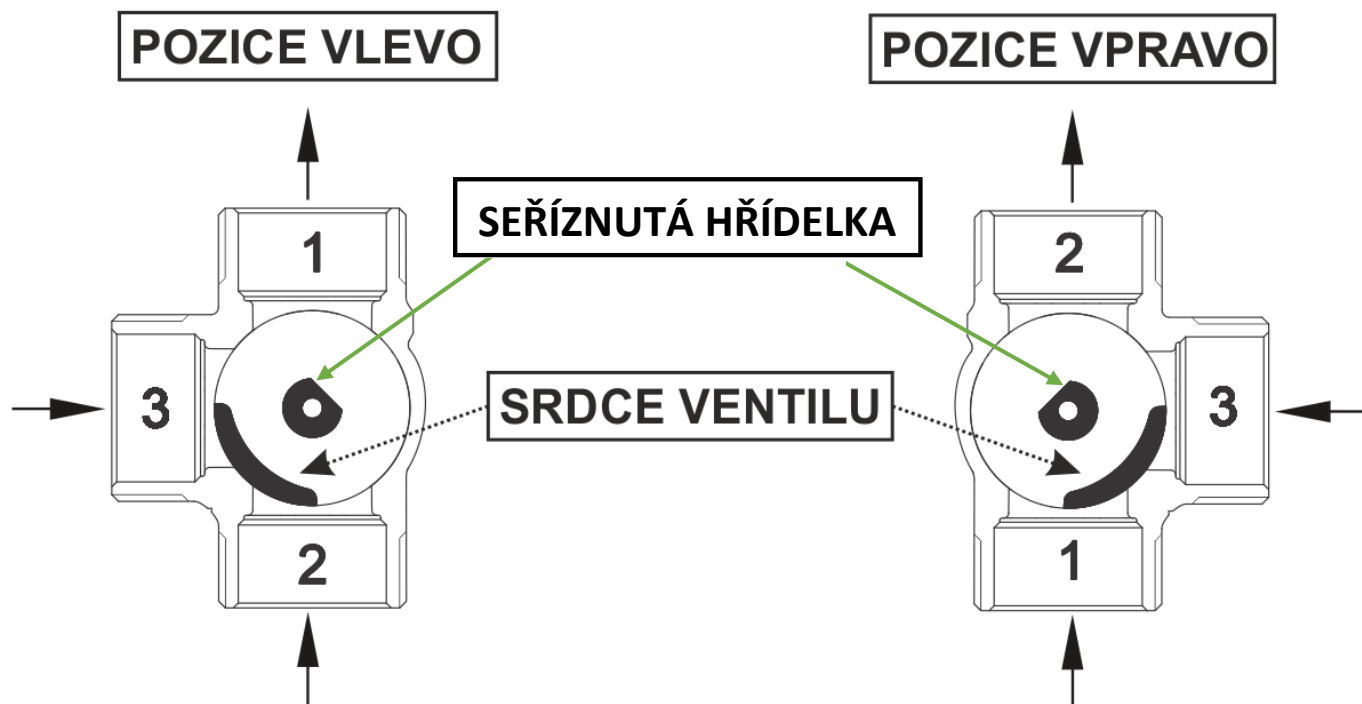 POZICE VLEVO
POZICE VPRAVO
SEŘÍZNUTÁ HŘÍDELKA
1
2
3
SRDCE VENTILU
3
2
1